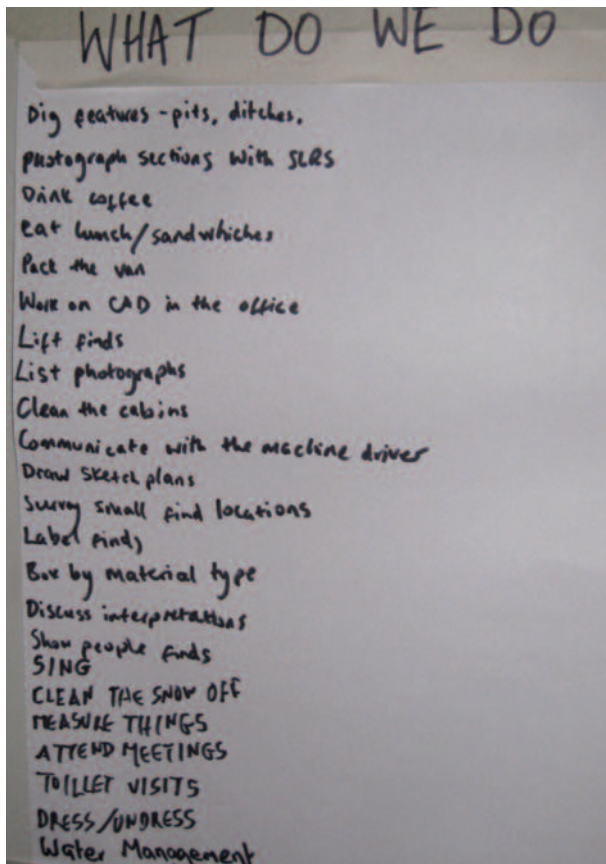 WHAT DO WE DO
Dig features - pits, ditches,
photograph sections with SLRS
Drink coffee
eat lunch/sandwhiches
Pack the van
Work on CAD in the office
Lift finds
List photographs
Clean the cabins
Communicate with the machine driver
Draw sketch plans
Survey small find locations
Label finds
Box by material type
Discuss interpretations
Show people finds
SING
CLEAN THE SNOW OFF
MEASURE THINGS
ATTEND MEETINGS
TOILLET VISITS
DRESS/UNDRESS
Water Management